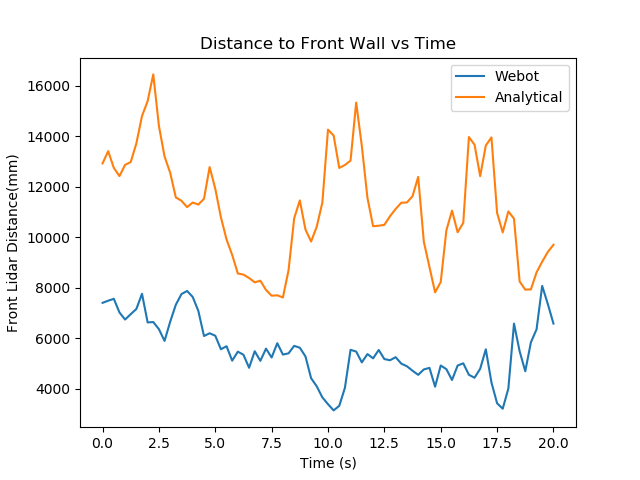 Distance to Front Wall vs Time
Webot
Analytical
Front Lidar Distance(mm)
16000
14000
12000
10000
8000
6000
4000
0.0 2.5 5.0 7.5 10.0 12.5 15.0 17.5 20.0
Time (s)